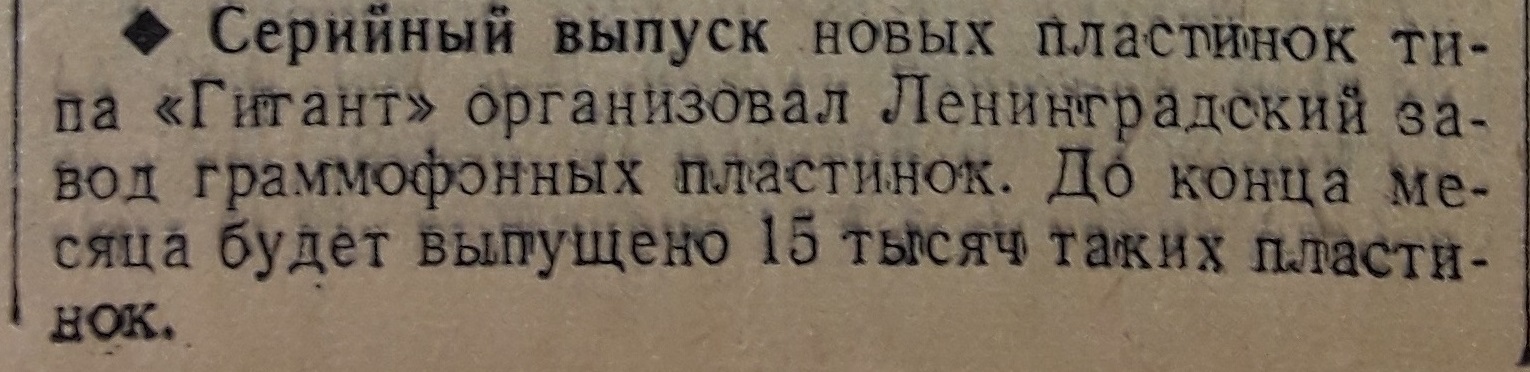 ◆ Серийный выпуск новых пластинок ти-
па «Гитант» организовал Ленинградский за-
вод граммофонных пластинок. До конца ме-
сяца будет выпущено 15 тысяч таких пласти-
нок.